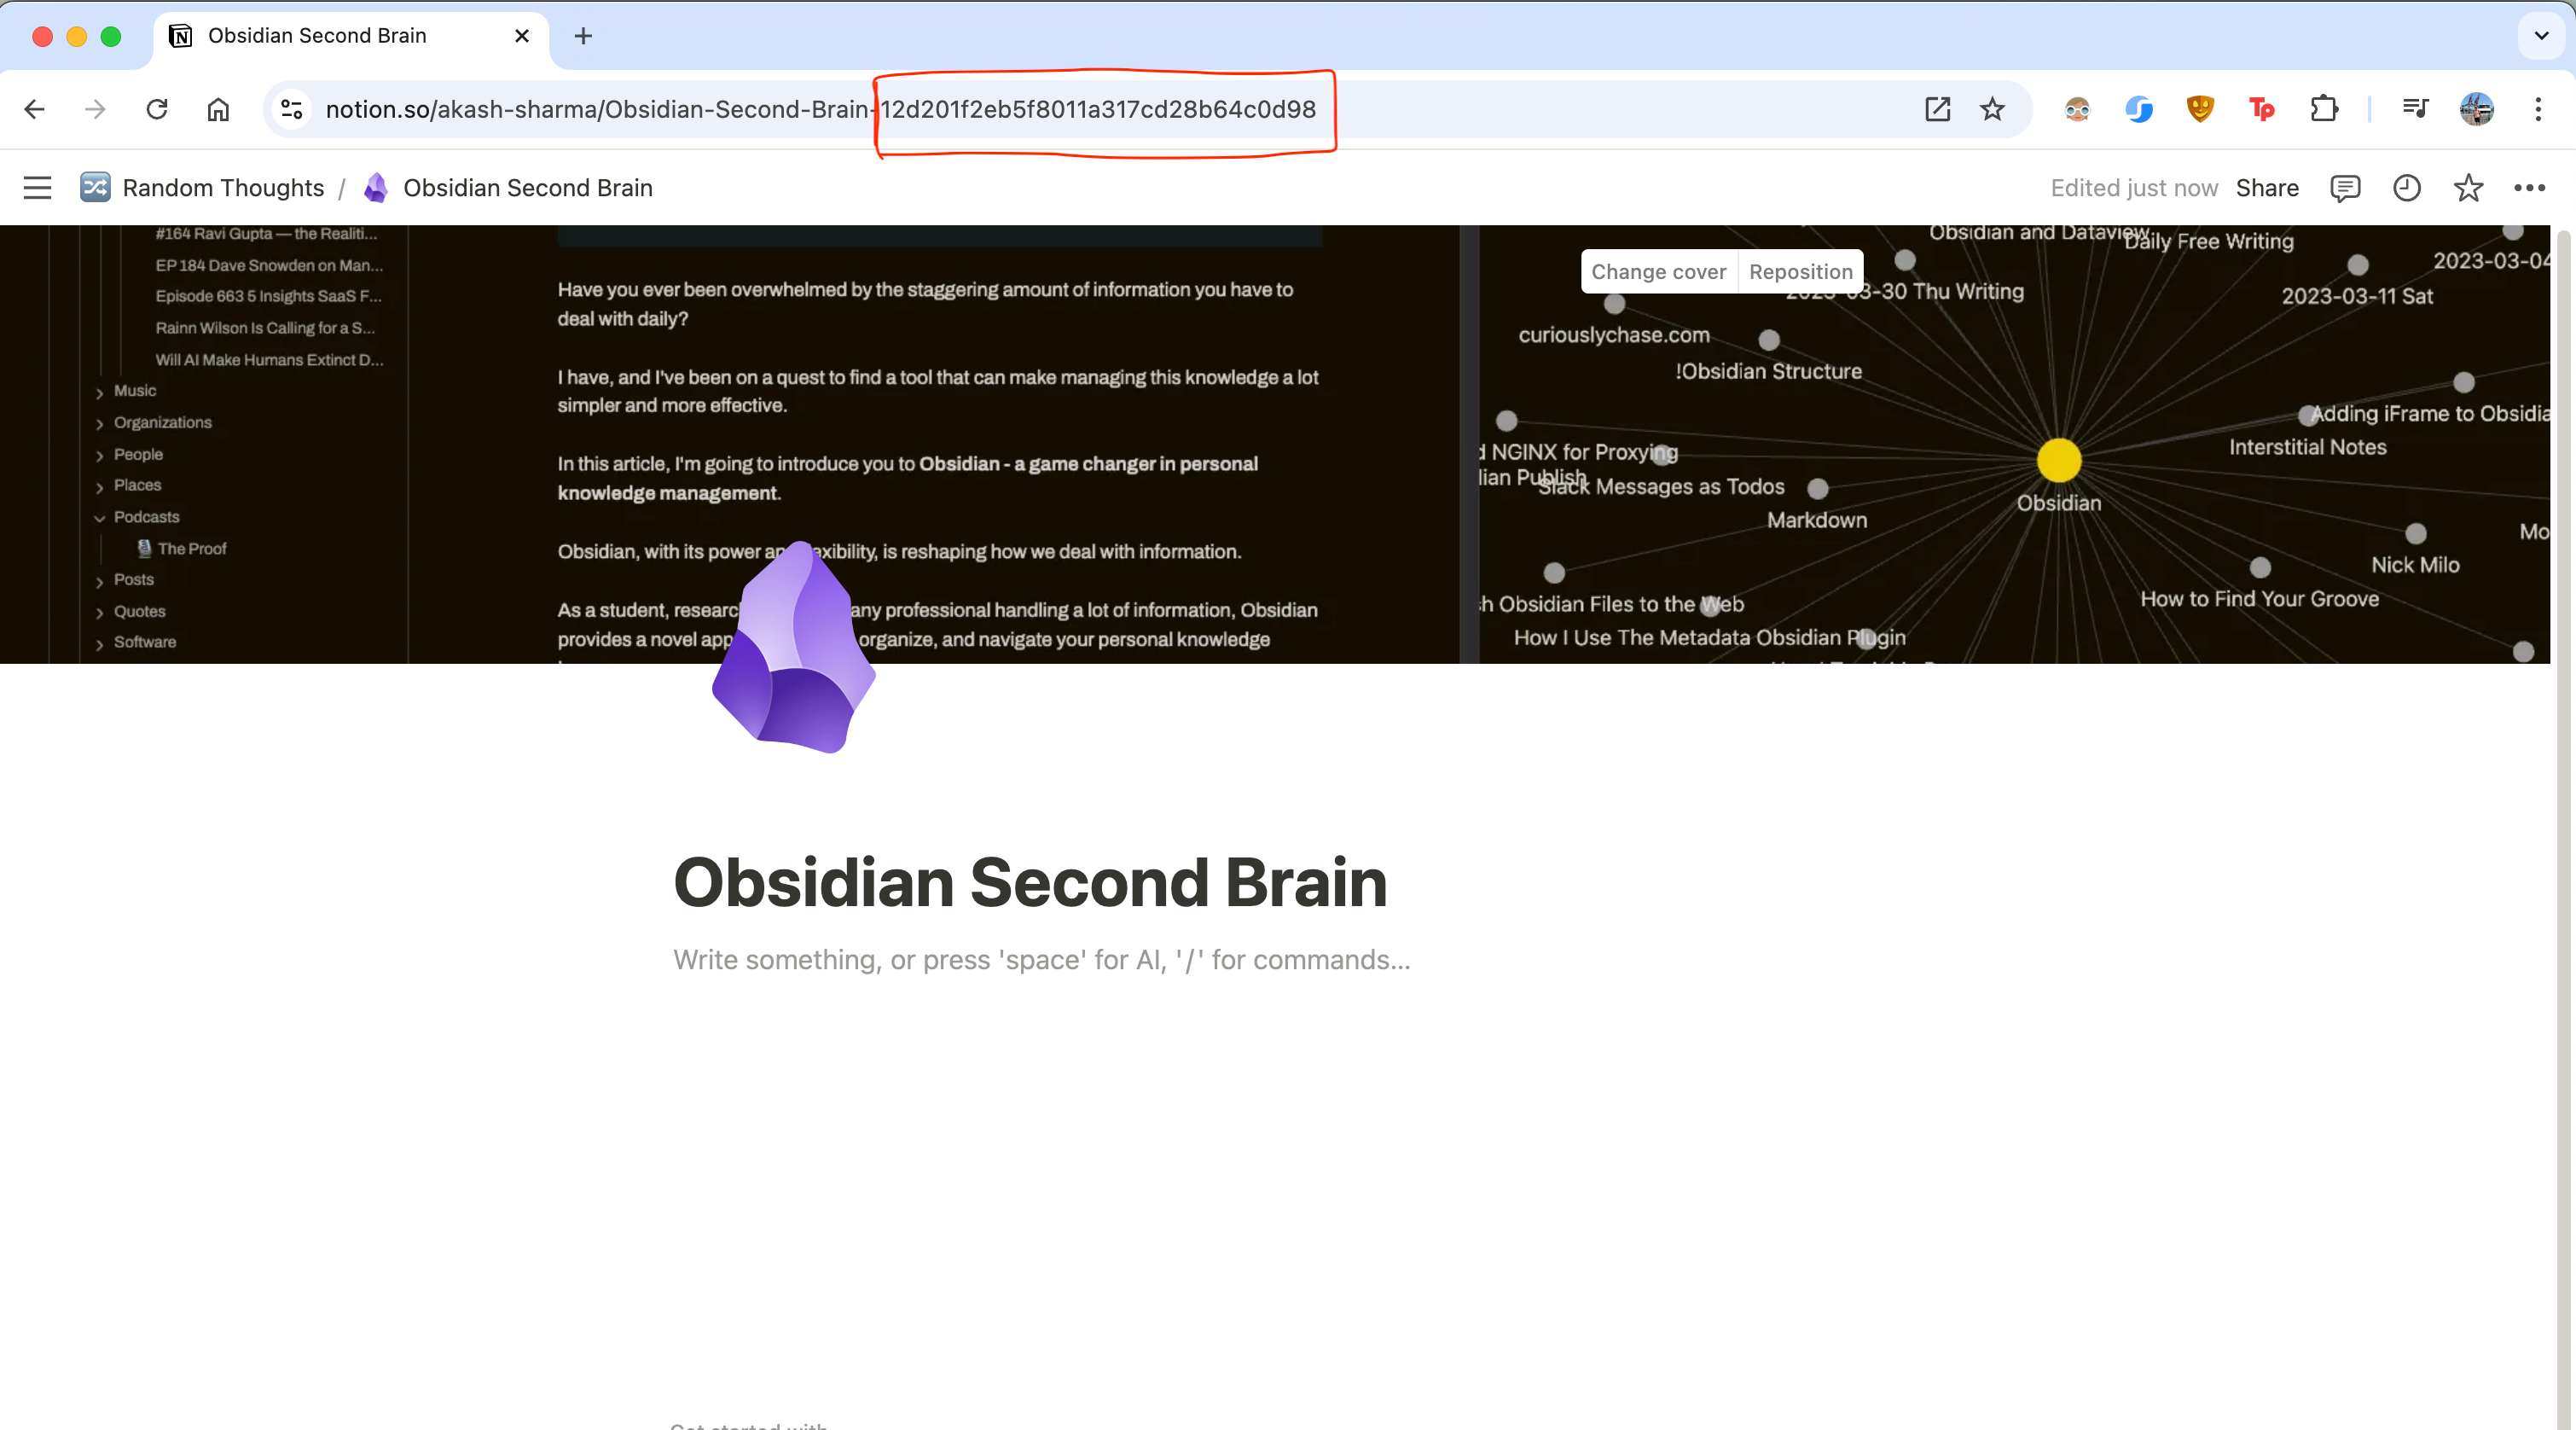 Obsidian Second Brain
notion.so/akash-sharma/Obsidian-Second-Brain-12d201f2eb5f8011a317cd28b64c0d98
Tp
Random Thoughts / Obsidian Second Brain
Edited just now Share
#164 Ravi Gupta — the Realiti...
EP 184 Dave Snowden on Man...
Episode 663 5 Insights SaaS F...
Rainn Wilson Is Calling for a S...
Will AI Make Humans Extinct D...
Music
Organizations
People
Places
Podcasts
The Proof
Posts
Quotes
Software
Have you ever been overwhelmed by the staggering amount of information you have to
deal with daily?
I have, and I've been on a quest to find a tool that can make managing this knowledge a lot
simpler and more effective.
In this article, I'm going to introduce you to Obsidian - a game changer in personal
knowledge management.
Obsidian, with its power an exibility, is reshaping how we deal with information.
As a student, researc any professional handling a lot of information, Obsidian
provides a novel app organize, and navigate your personal knowledge
Change cover Reposition
Obsidian and Dataview
Daily Free Writing
2023-03-04
03-30 Thu Writing
2023-03-11 Sat
curiouslychase.com
!Obsidian Structure
Adding iFrame to Obsidia
Interstitial Notes
NGINX for Proxying
lian Publish
Slack Messages as Todos
Obsidian
Markdown
Mo
Nick Milo
How to Find Your Groove
h Obsidian Files to the Web
How I Use The Metadata Obsidian Plugin
Obsidian Second Brain
Write something, or press 'space' for AI, '/' for commands...
Get started with